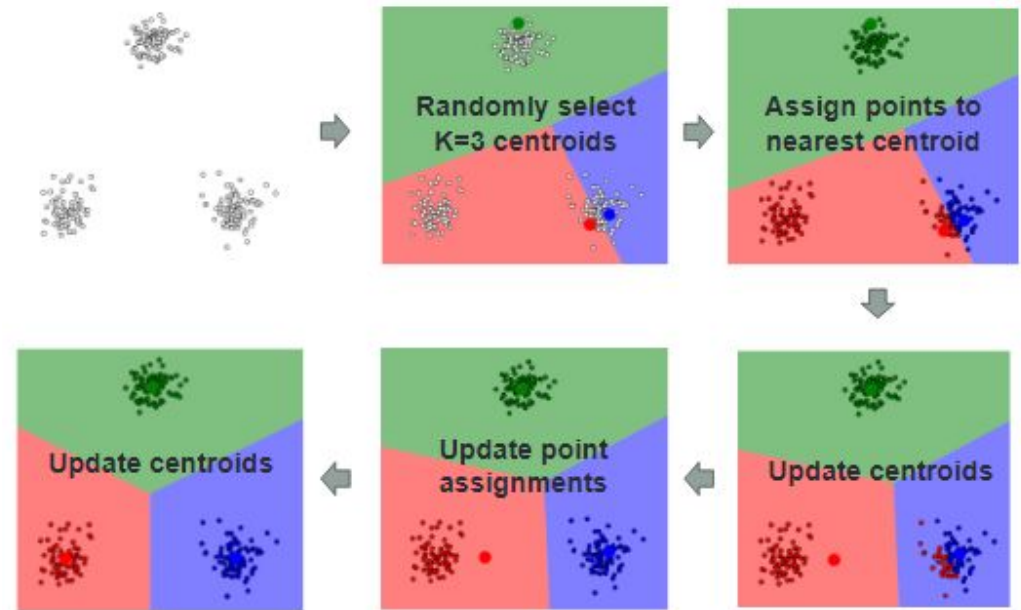 Randomly select
K=3 centroids
Assign points to
nearest centroid
Update centroids
Update point
assignments
Update centroids